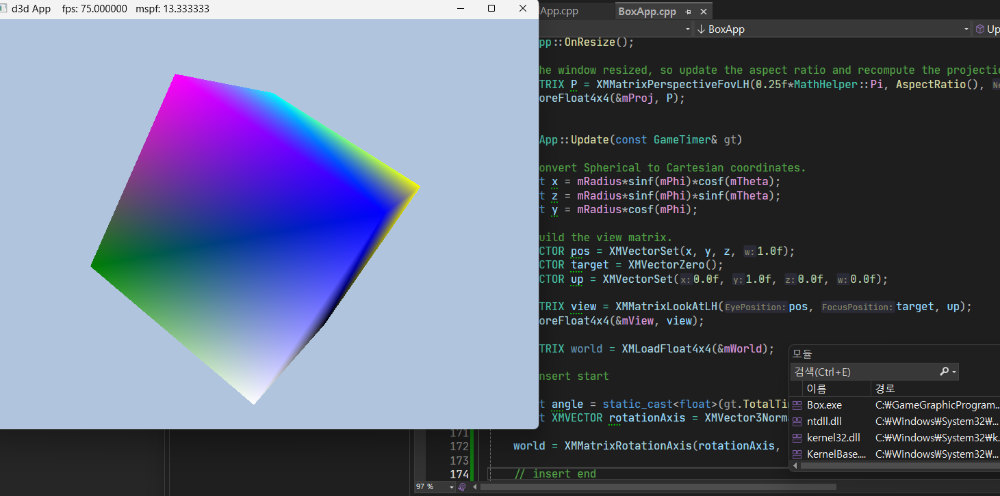 d3d App fps: 75.000000 mspf: 13.333333
App.cpp BoxApp.cpp
BoxApp Up
pp::OnResize();
he window resized, so update the aspect ratio and recompute the projectio
TRIX P = XMMatrixPerspectiveFovLH(0.25f*MathHelper::Pi, AspectRatio(), Ne
oreFloat4x4(&mProj, P);
App::Update(const GameTimer& gt)
onvert Spherical to Cartesian coordinates.
t x = mRadius*sinf(mPhi)*cosf(mTheta);
t z = mRadius*sinf(mPhi)*sinf(mTheta);
t y = mRadius*cosf(mPhi);
uild the view matrix.
CTOR pos = XMVectorSet(x, y, z, w:1.0f);
CTOR target = XMVectorZero();
CTOR up = XMVectorSet(x:0.0f, y:1.0f, z:0.0f, w:0.0f);
TRIX view = XMMatrixLookAtLH(EyePosition:pos, FocusPosition:target, up);
oreFloat4x4(&mView, view);
TRIX world = XMLoadFloat4x4(&mWorld);
nsert start
t angle = static_cast<float>(gt.TotalTi
t XMVECTOR rotationAxis = XMVector3Norm
171
172 world = XMMatrixRotationAxis(rotationAxis,
173
174 // insert end
97 %
모듈
검색(Ctrl+E)
이름 경로
Box.exe C:₩GameGraphicProgram...
ntdll.dll C:₩Windows₩System32₩...
kernel32.dll C:₩Windows₩System32₩k...
KernelBase.... C:₩Windows₩System32₩...